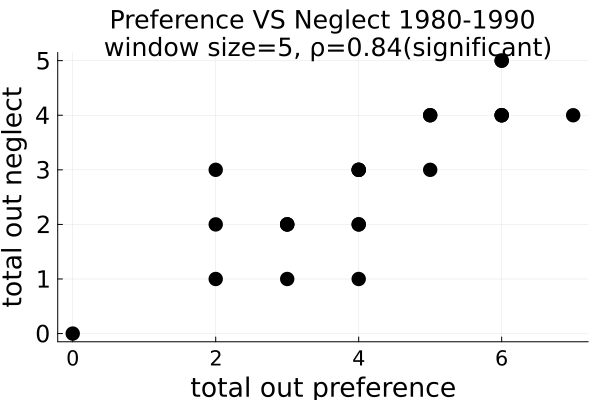 Preference VS Neglect 1980-1990
window size=5, ρ=0.84(significant)
total out neglect
5
4
3
2
1
0
0 2 4 6
total out preference